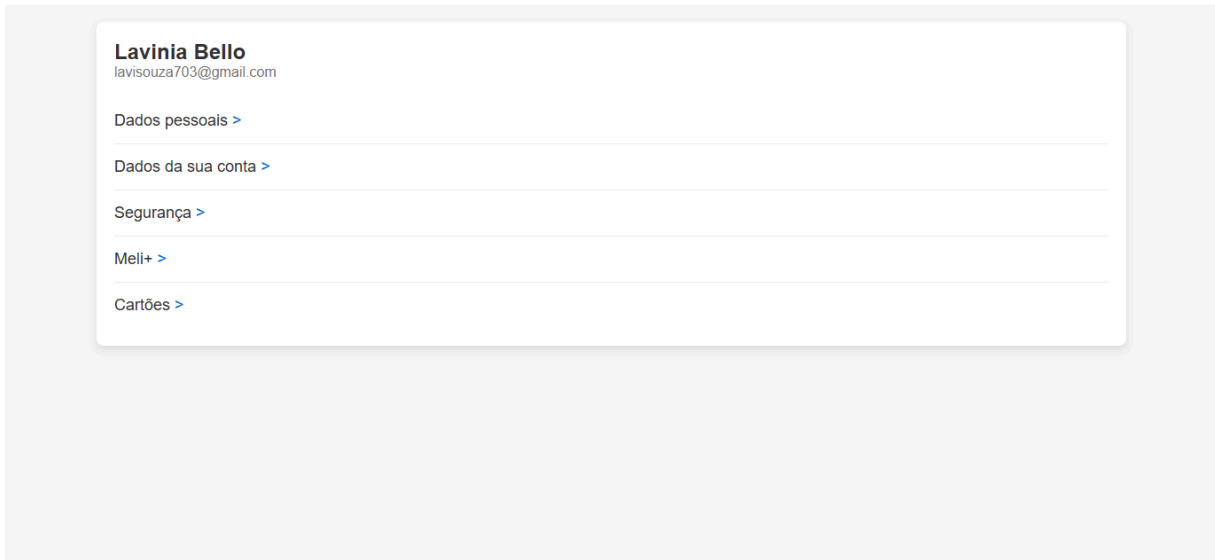 Lavinia Bello
lavisouza703@gmail.com
Dados pessoais >
Dados da sua conta >
Segurança >
Meli+ >
Cartões >